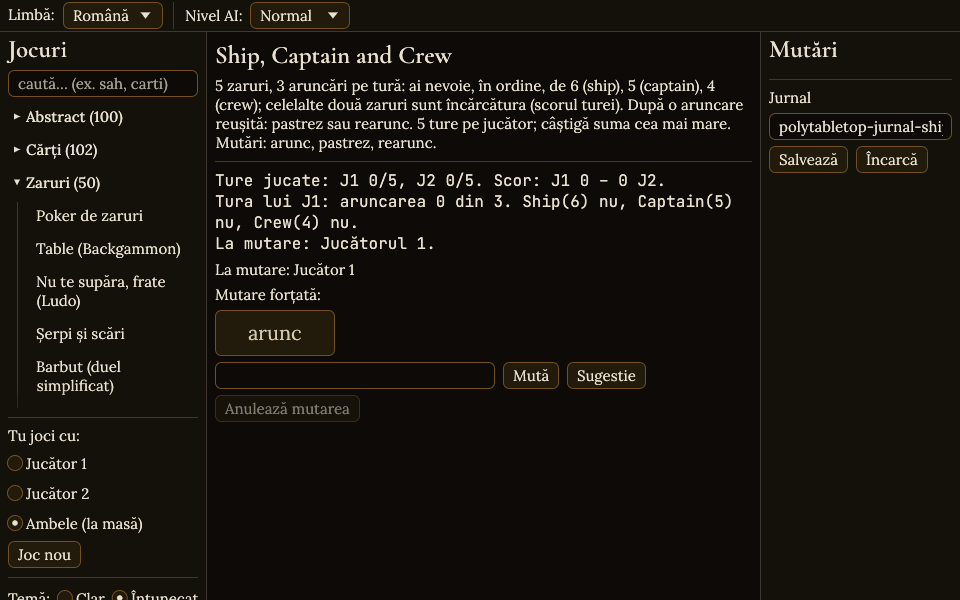 Limbă: Română ▼ Nivel AI: Normal ▼
Jocuri
caută... (ex. sah, carti)
▸ Abstract (100)
▸ Cărți (102)
▾ Zaruri (50)
Poker de zaruri
Table (Backgammon)
Nu te supăra, frate
(Ludo)
Șerpi și scări
Barbut (duel
simplificat)
Tu joci cu:
Jucător 1
Jucător 2
Ambele (la masă)
Joc nou
Temă: Clar Întunecat
Ship, Captain and Crew
5 zaruri, 3 aruncări pe tură: ai nevoie, în ordine, de 6 (ship), 5 (captain), 4
(crew); celelalte două zaruri sunt încărcătura (scorul turei). După o aruncare
reușită: pastrez sau rearunc. 5 ture pe jucător; câștigă suma cea mai mare.
Mutări: arunc, pastrez, rearunc.
Ture jucate: J1 0/5, J2 0/5. Scor: J1 0 – 0 J2.
Tura lui J1: aruncarea 0 din 3. Ship(6) nu, Captain(5)
nu, Crew(4) nu.
La mutare: Jucătorul 1.
La mutare: Jucător 1
Mutare forțată:
arunc
Mută Sugestie
Anulează mutarea
Mutări
Jurnal
polytabletop-jurnal-shi
Salvează Încarcă